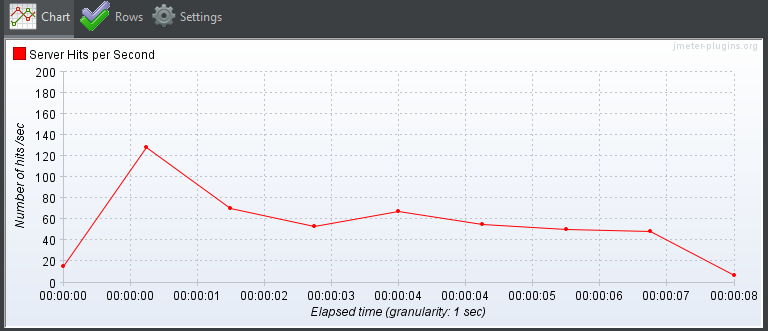 Chart Rows Settings
jmeter-plugins.org
Server Hits per Second
200
180
160
140
120
100
80
60
40
20
0
Number of hits /sec
00:00:00 00:00:00 00:00:01 00:00:02 00:00:03 00:00:04 00:00:04 00:00:05 00:00:06 00:00:07 00:00:08
Elapsed time (granularity: 1 sec)